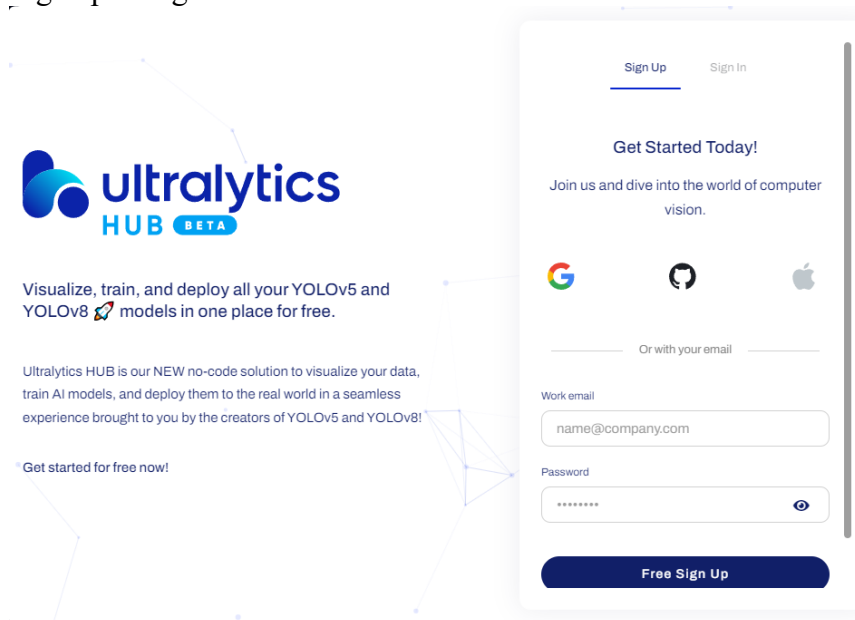 ultralytics
HUB BETA
Visualize, train, and deploy all your YOLOv5 and
YOLOv8 🚀 models in one place for free.
Ultralytics HUB is our NEW no-code solution to visualize your data,
train AI models, and deploy them to the real world in a seamless
experience brought to you by the creators of YOLOv5 and YOLOv8!
Get started for free now!
Sign Up Sign In
Get Started Today!
Join us and dive into the world of computer
vision.
Or with your email
Work email
name@company.com
Password
Free Sign Up